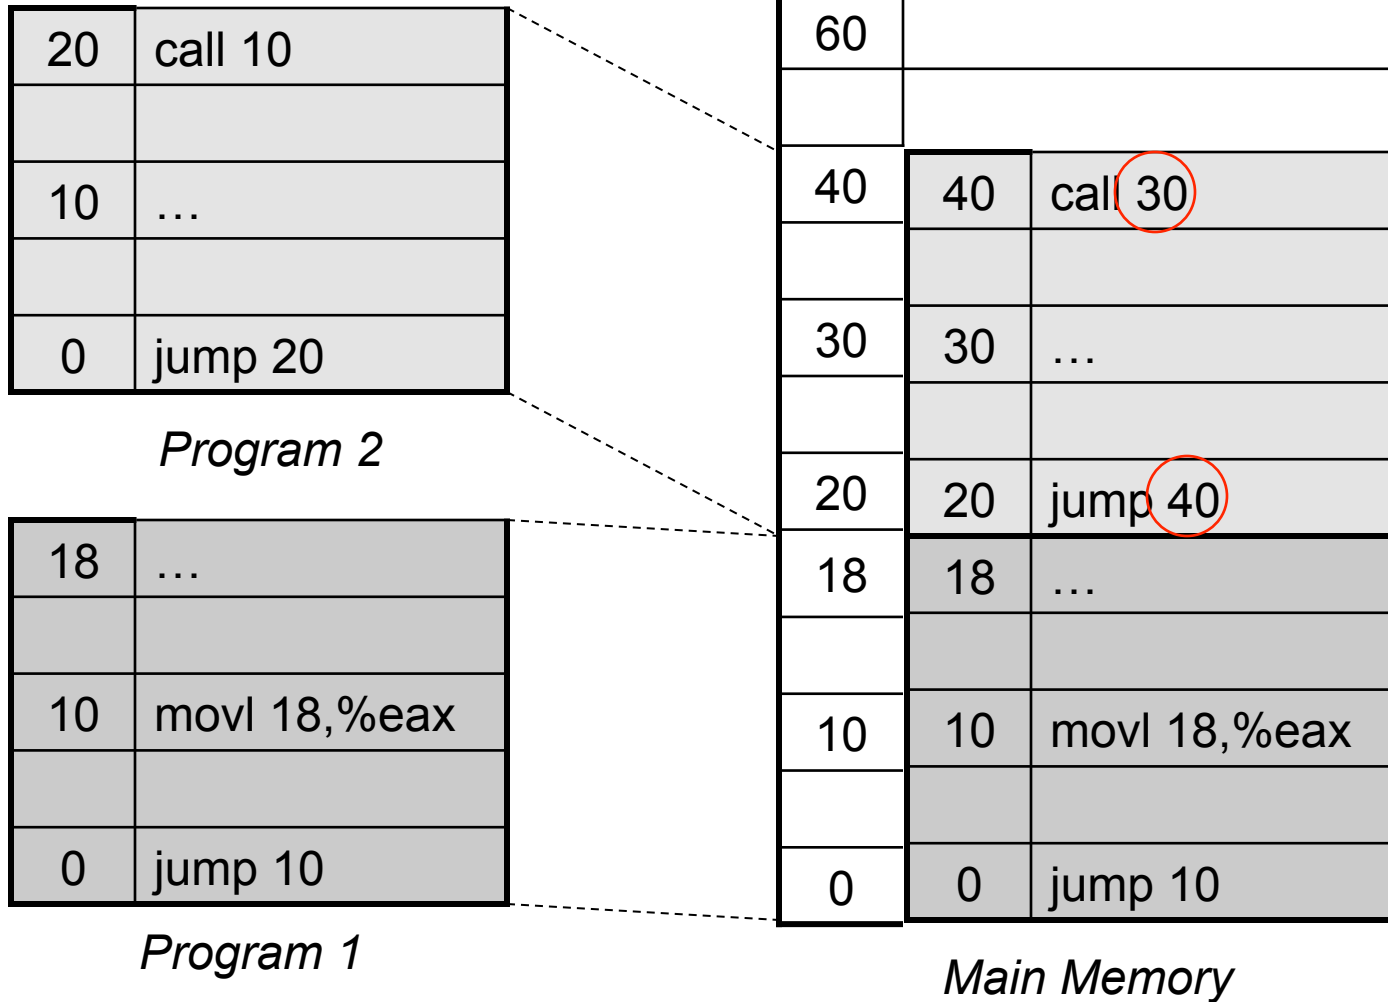 20 call 10
10 …
0 jump 20
Program 2
18 …
10 movl 18,%eax
0 jump 10
Program 1
60
40 40 call 30
30 30 …
20 20 jump 40
18 18 …
10 10 movl 18,%eax
0 0 jump 10
Main Memory